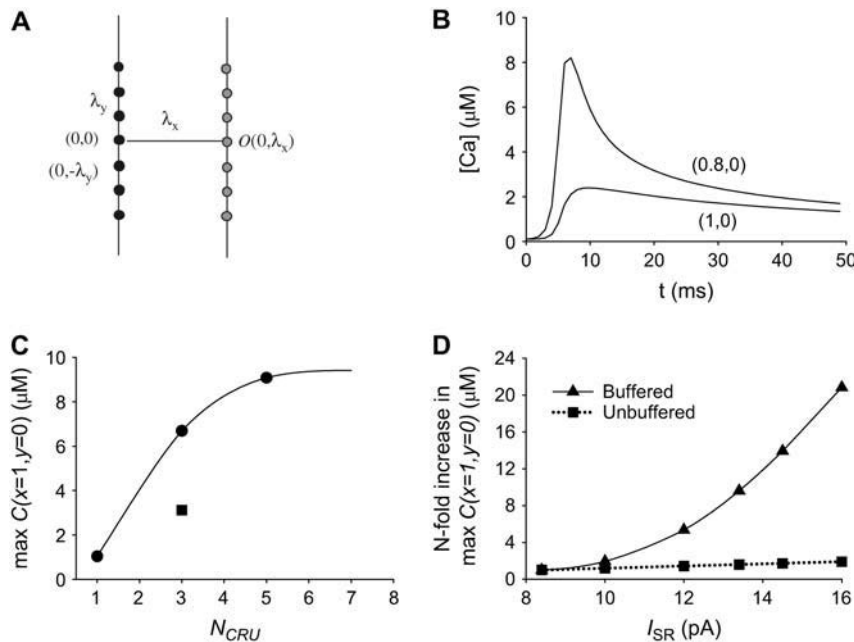 A
λy
λx
(0,0)
O(0,λx)
(0,-λy)
B
[Ca] (μM)
10
8
6
4
2
0
(0.8,0)
(1,0)
0 10 20 30 40 50
t (ms)
C
max C(x=1,y=0) (μM)
10
8
6
4
2
0
1 2 3 4 5 6 7 8
NCRU
D
N-fold increase in
max C(x=1,y=0) (μM)
24
20
16
12
8
4
0
Buffered
Unbuffered
8 10 12 14 16
ISR (pA)